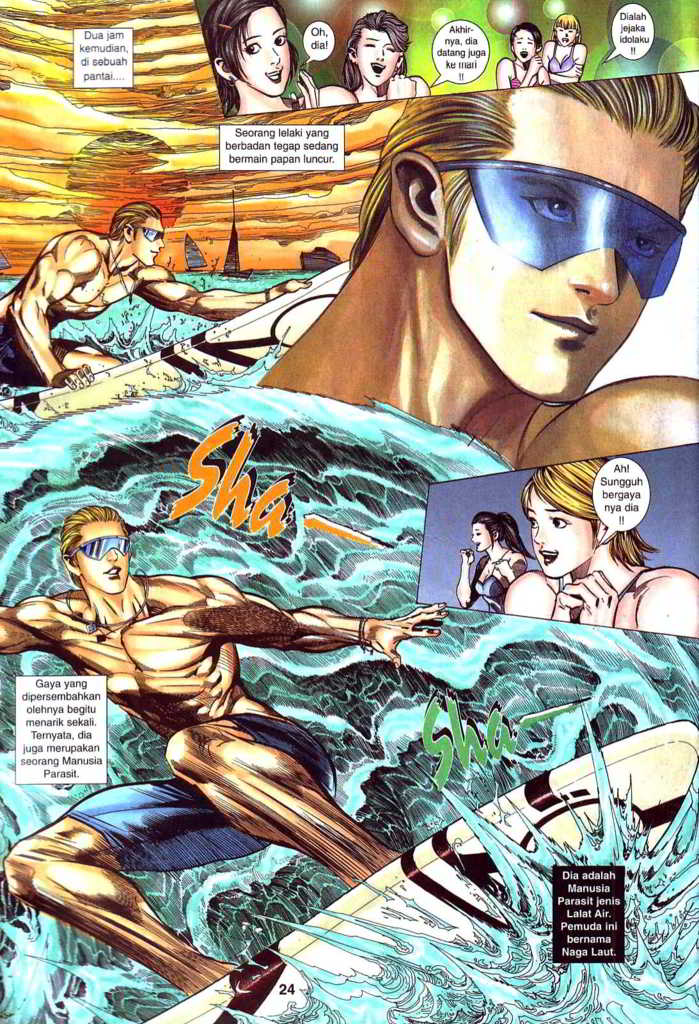 Dua jam
kemudian,
di sebuah
pantai....
Oh,
dia!
Akhir-
nya, dia
datang juga
ke mari
!!
Dialah
jejaka
idolaku
!!
Seorang lelaki yang
berbadan tegap sedang
bermain papan luncur.
Sha—
Ah!
Sungguh
bergaya
nya dia
!!
Gaya yang
dipersembahkan
olehnya begitu
menarik sekali.
Ternyata, dia
juga merupakan
seorang Manusia
Parasit.
Sha—
Dia adalah
Manusia
Parasit jenis
Lalat Air.
Pemuda ini
bernama
Naga Laut.
24